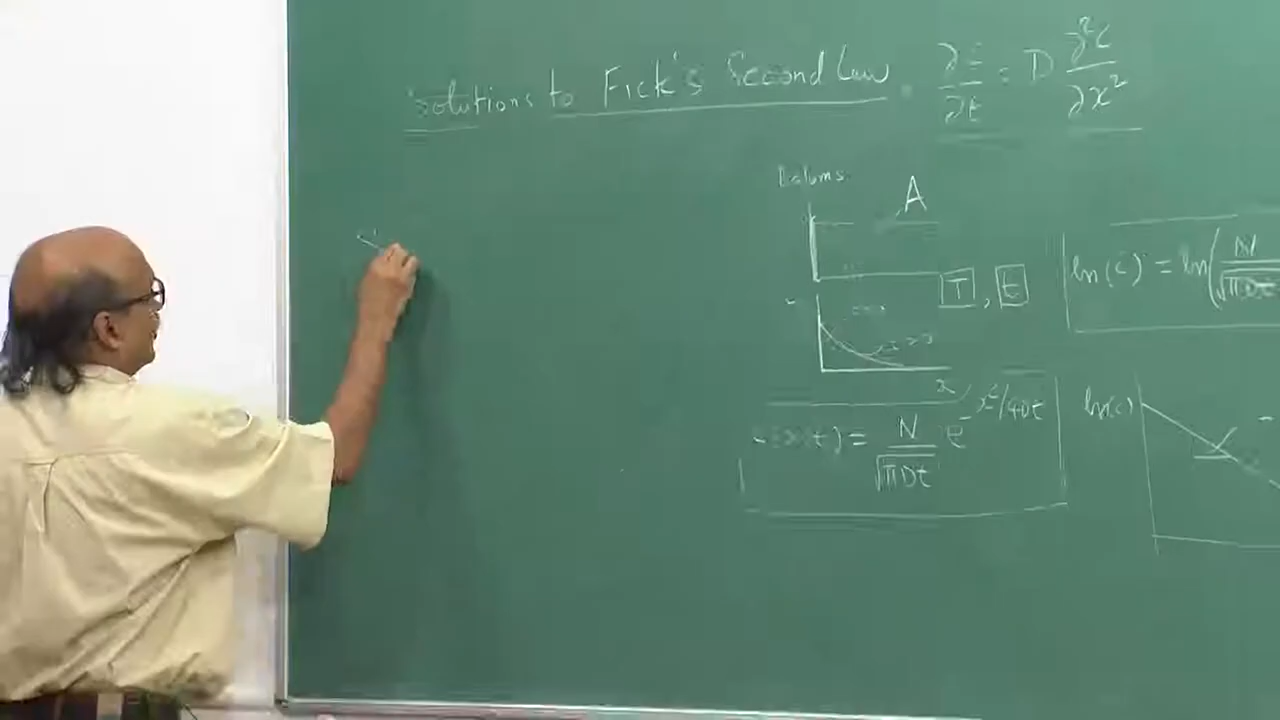 Solutions to Fick's Second Law : ∂c/∂t = D ∂²c/∂x²
A
T , t
x
(x,t) = N/√(πDt) e^(-x²/4Dt)
ln(c) = ln(N/√(πDt)
ln(c)